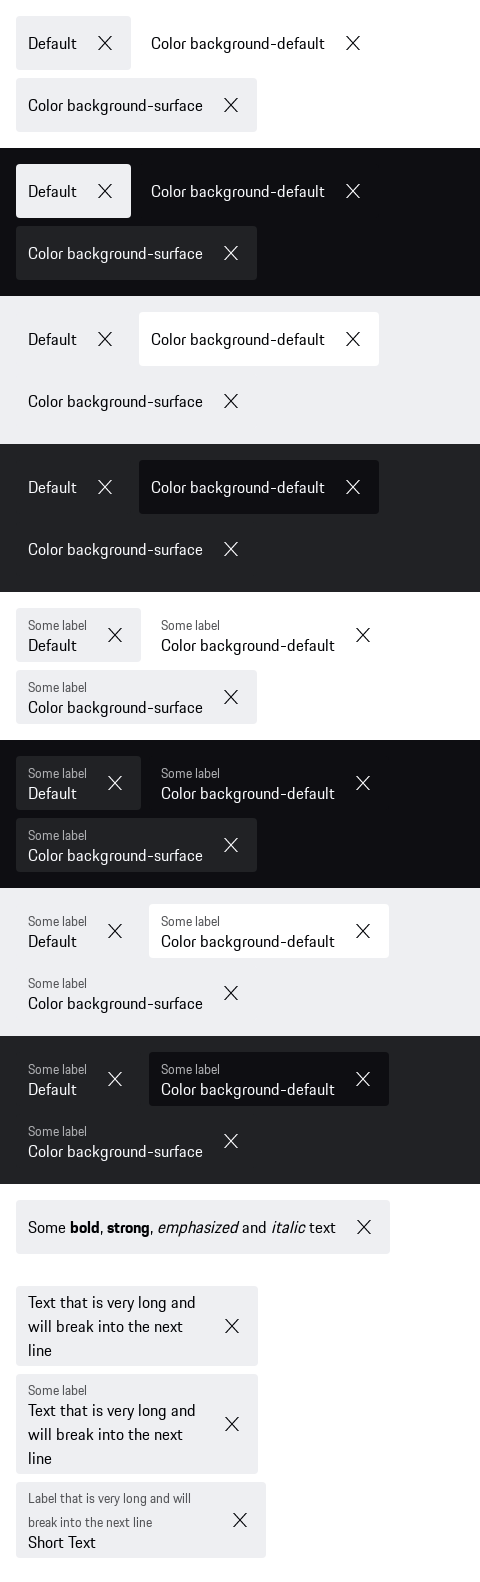 Default Color background-default
Color background-surface
Default Color background-default
Color background-surface
Default Color background-default
Color background-surface
Default Color background-default
Color background-surface
Some label Some label
Default Color background-default
Some label
Color background-surface
Some label Some label
Default Color background-default
Some label
Color background-surface
Some label Some label
Default Color background-default
Some label
Color background-surface
Some label Some label
Default Color background-default
Some label
Color background-surface
Some bold, strong, emphasized and italic text
Text that is very long and
will break into the next
line
Some label
Text that is very long and
will break into the next
line
Label that is very long and will
break into the next line
Short Text